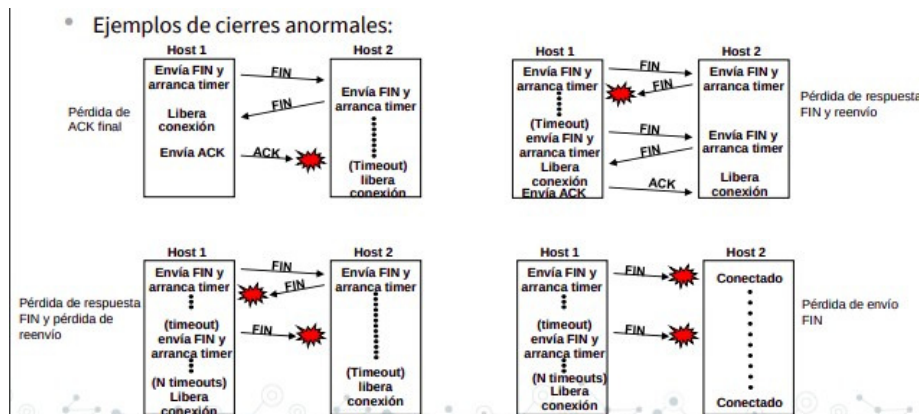 • Ejemplos de cierres anormales:
Host 1
Host 2
Pérdida de
ACK final
Envía FIN y
arranca timer
FIN
Envía FIN y
arranca timer
FIN
Libera
conexión
Envía ACK
ACK
(Timeout)
libera
conexión
Host 1
Host 2
Envía FIN y
arranca timer
FIN
Envía FIN y
arranca timer
FIN
Pérdida de respuesta
FIN y reenvío
(Timeout)
envía FIN y
arranca timer
FIN
Envía FIN y
arranca timer
FIN
Libera
conexión
Envía ACK
ACK
Libera
conexión
Host 1
Host 2
Pérdida de respuesta
FIN y pérdida de
reenvío
Envía FIN y
arranca timer
FIN
Envía FIN y
arranca timer
FIN
(timeout)
envía FIN y
arranca timer
FIN
(N timeouts)
Libera
conexión
(Timeout)
libera
conexión
Host 1
Host 2
Envía FIN y
arranca timer
FIN
Conectado
Pérdida de envío
FIN
(timeout)
envía FIN y
arranca timer
FIN
(N timeouts)
Libera
conexión
Conectado